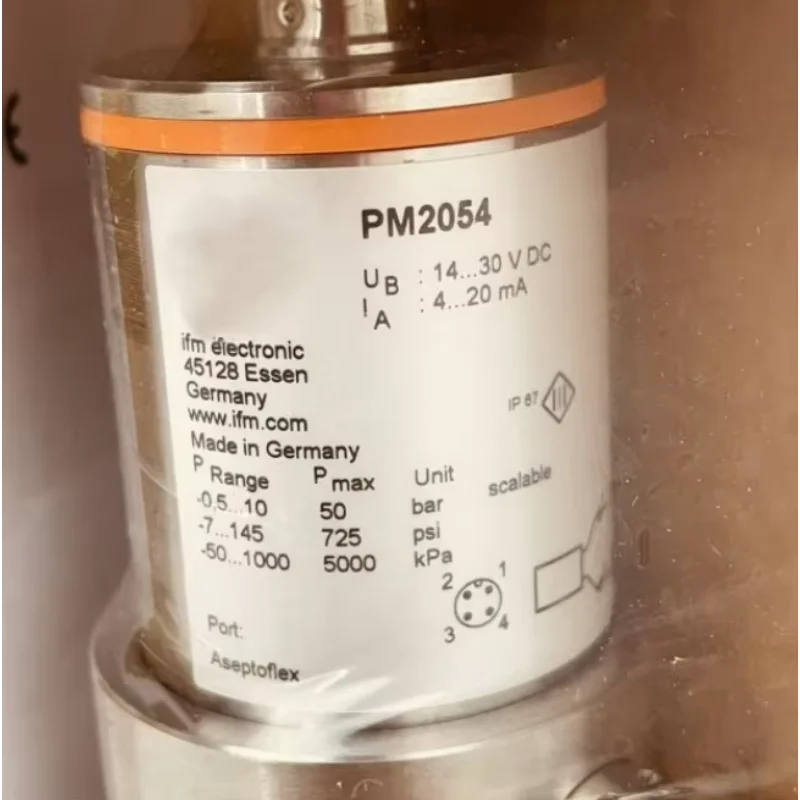 PM2054
UB : 14...30 V DC
IA : 4...20 mA
ifm electronic
45128 Essen
Germany
www.ifm.com
Made in Germany
IP 67
P Range P max Unit scalable
-0,5...10 50 bar
-7...145 725 psi
-50...1000 5000 kPa
2 1
3 4
Port:
Aseptoflex